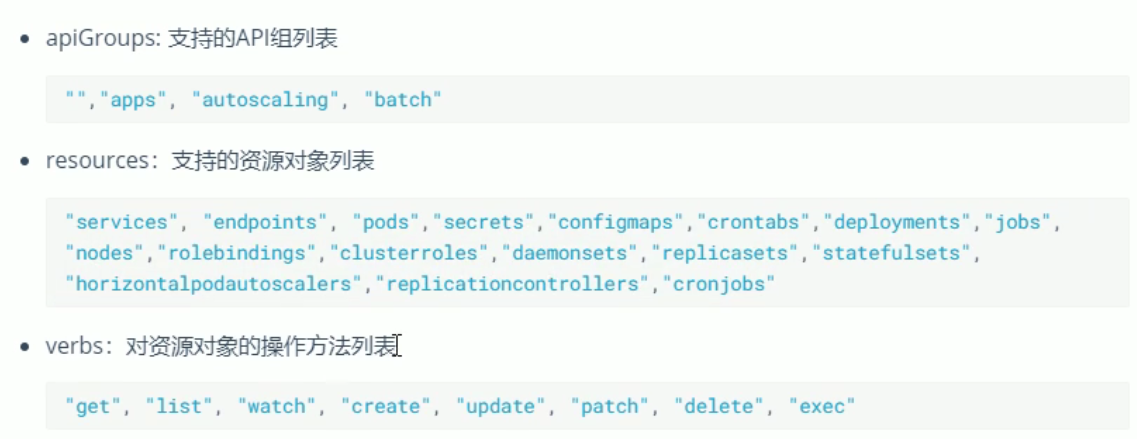 apiGroups: 支持的API组列表
"","apps", "autoscaling", "batch"
resources：支持的资源对象列表
"services", "endpoints", "pods","secrets","configmaps","crontabs","deployments","jobs",
"nodes","rolebindings","clusterroles","daemonsets","replicasets","statefulsets",
"horizontalpodautoscalers","replicationcontrollers","cronjobs"
verbs：对资源对象的操作方法列表
"get", "list", "watch", "create", "update", "patch", "delete", "exec"